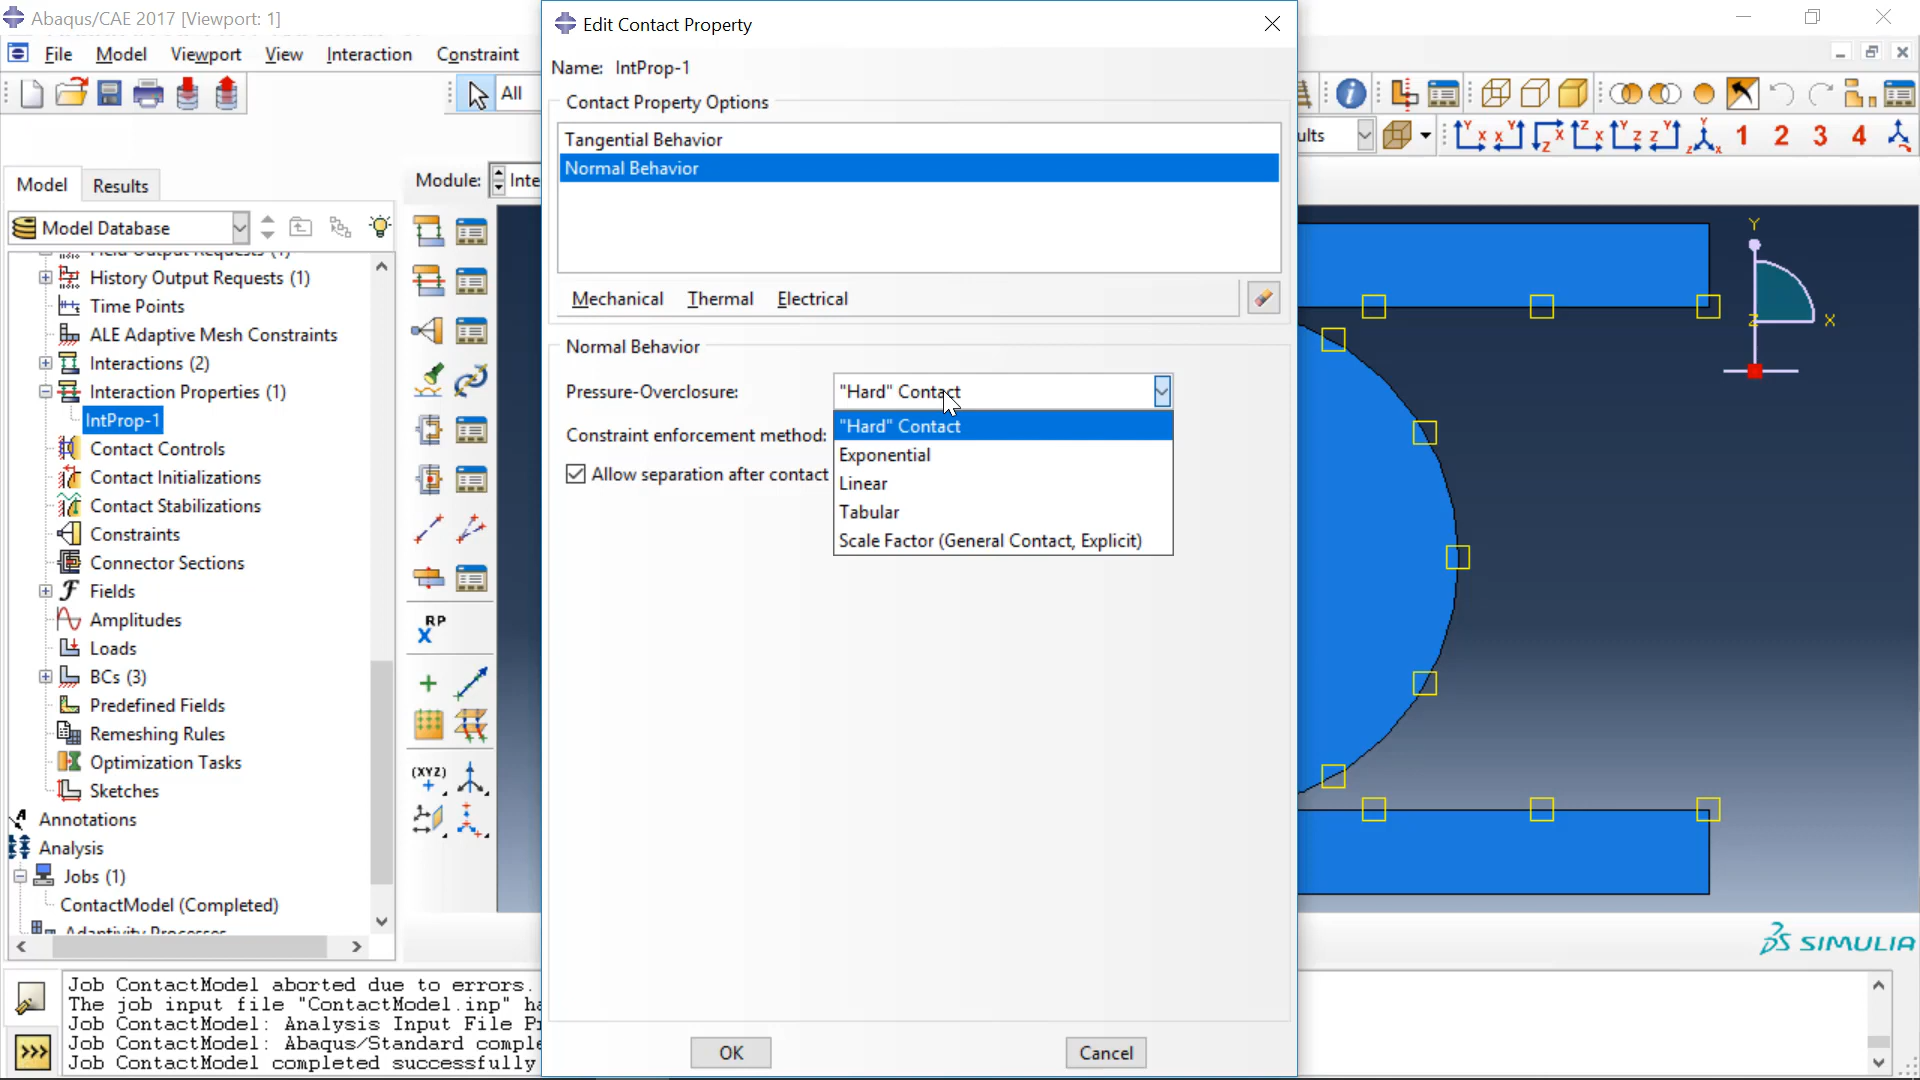 Abaqus/CAE 2017 [Viewport: 1]
File Model Viewport View Interaction Constraint
All
Model Results
Module:
Model Database
History Output Requests (1)
Time Points
ALE Adaptive Mesh Constraints
Interactions (2)
Interaction Properties (1)
IntProp-1
Contact Controls
Contact Initializations
Contact Stabilizations
Constraints
Connector Sections
Fields
Amplitudes
Loads
BCs (3)
Predefined Fields
Remeshing Rules
Optimization Tasks
Sketches
Annotations
Analysis
Jobs (1)
ContactModel (Completed)
RP
(XYZ)
Edit Contact Property
Name: IntProp-1
Contact Property Options
Tangential Behavior
Normal Behavior
Mechanical Thermal Electrical
Normal Behavior
Pressure-Overclosure: "Hard" Contact
"Hard" Contact
Constraint enforcement method:
Exponential
Allow separation after contact
Linear
Tabular
Scale Factor (General Contact, Explicit)
OK Cancel
1 2 3 4
Y
Z X
SIMULIA
Job ContactModel aborted due to errors.
The job input file "ContactModel.inp"
Job ContactModel: Analysis Input File
Job ContactModel: Abaqus/Standard
Job ContactModel completed successfully